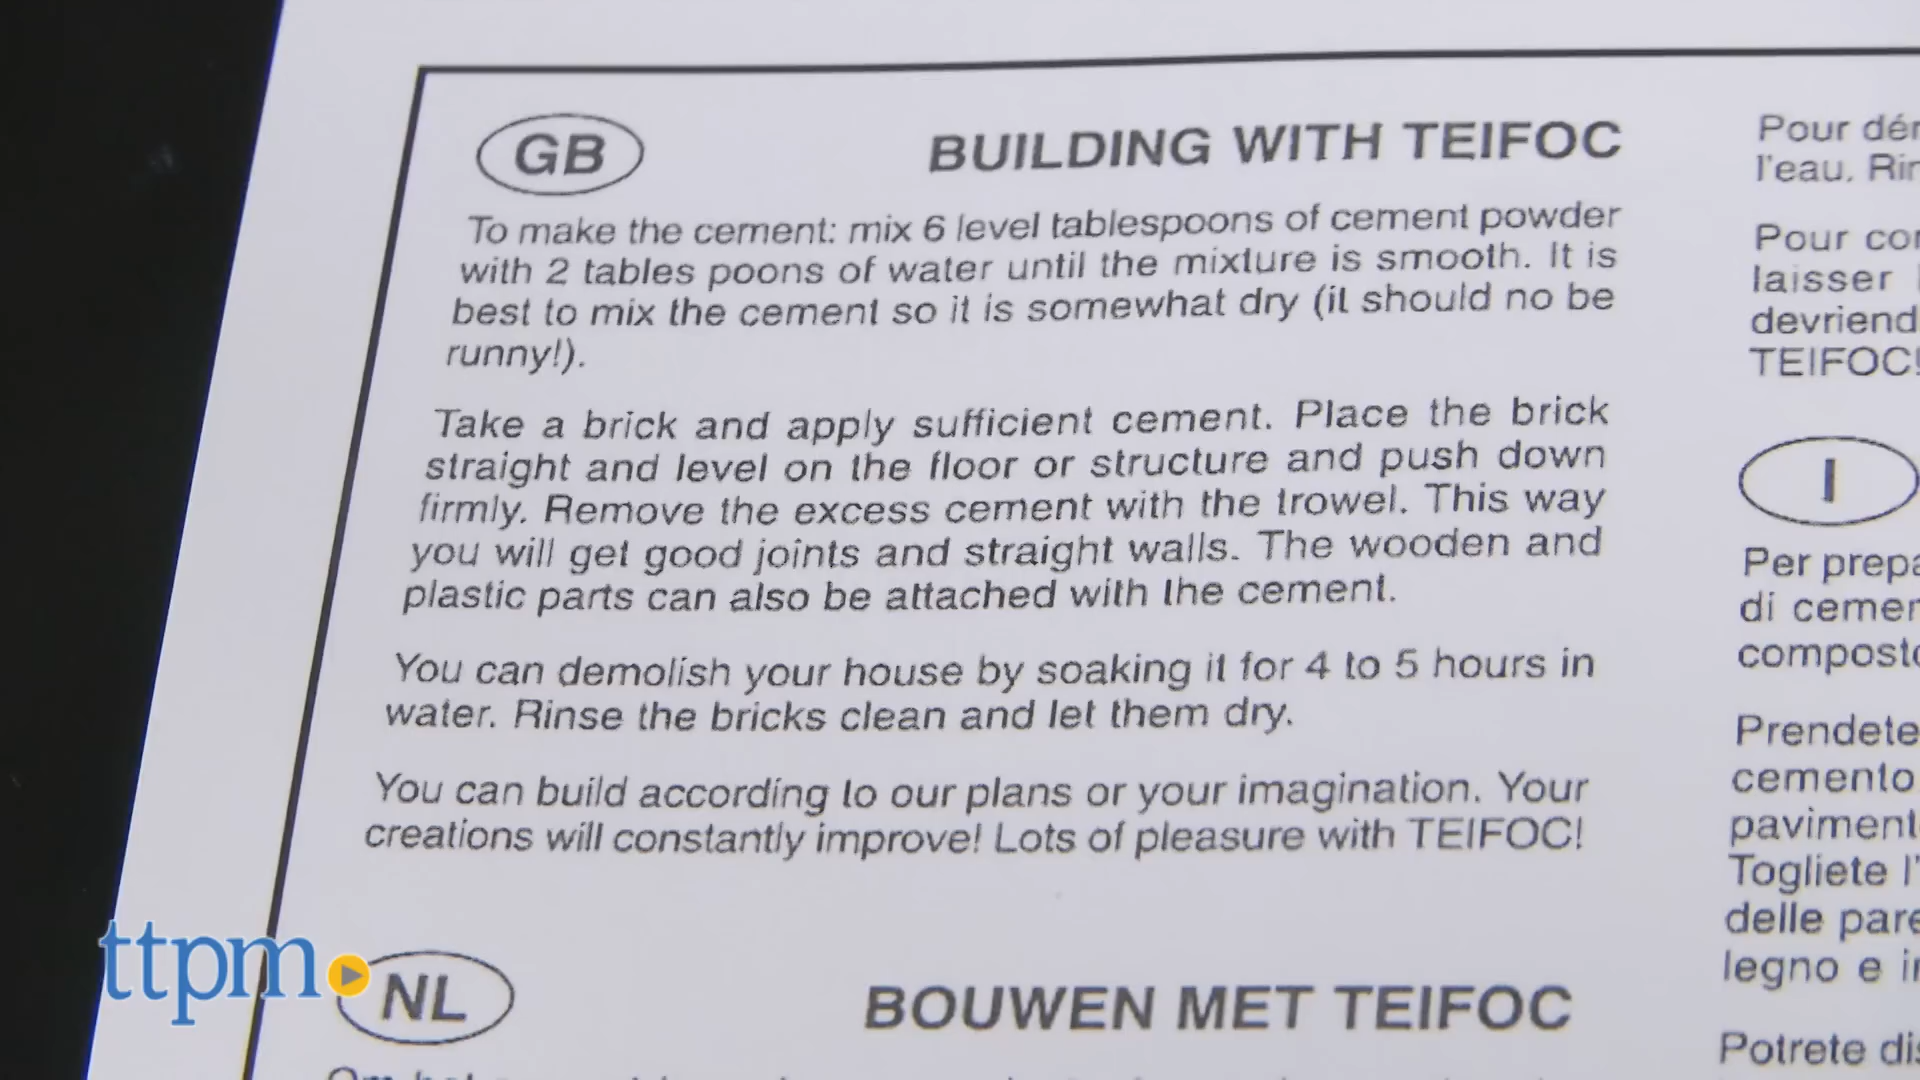 GB
BUILDING WITH TEIFOC
To make the cement: mix 6 level tablespoons of cement powder
with 2 tables poons of water until the mixture is smooth. It is
best to mix the cement so it is somewhat dry (it should no be
runny!).
Take a brick and apply sufficient cement. Place the brick
straight and level on the floor or structure and push down
firmly. Remove the excess cement with the trowel. This way
you will get good joints and straight walls. The wooden and
plastic parts can also be attached with the cement.
You can demolish your house by soaking it for 4 to 5 hours in
water. Rinse the bricks clean and let them dry.
You can build according to our plans or your imagination. Your
creations will constantly improve! Lots of pleasure with TEIFOC!
NL
BOUWEN MET TEIFOC
Pour
l'eau.
Pour
laisser
devriend
TEIFOC!
I
Per
di
Prendete
cemento
Togliete
delle
legno e
Potrete
ttpm